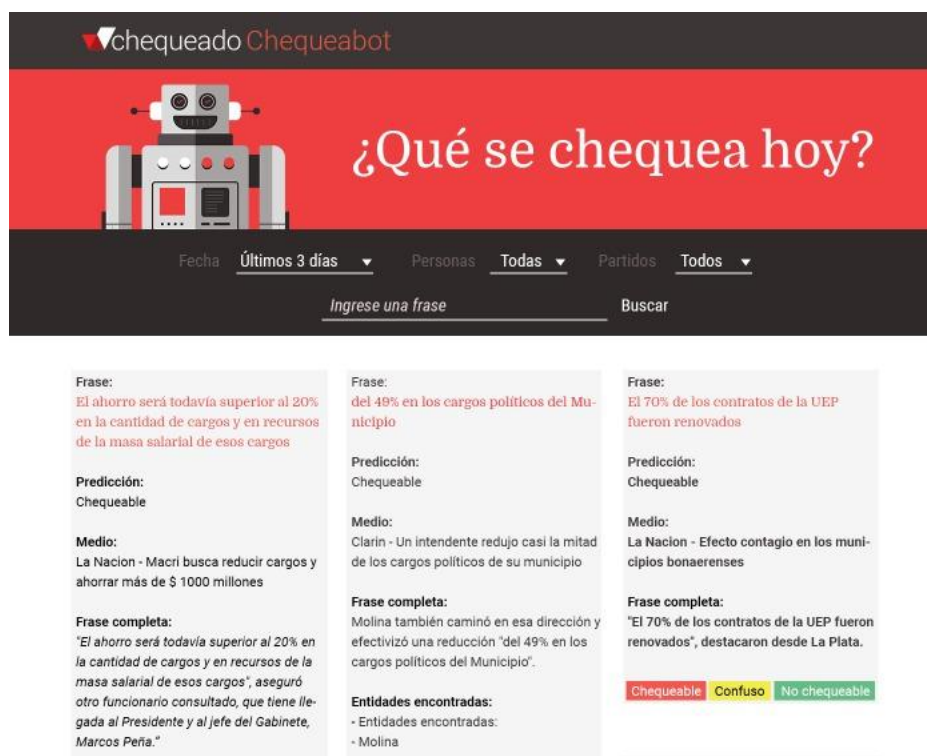 chequeado Chequeabot
¿Qué se chequea hoy?
Fecha Últimos 3 días Personas Todas Partidos Todos
Ingrese una frase Buscar
Frase:
El ahorro será todavía superior al 20%
en la cantidad de cargos y en recursos
de la masa salarial de esos cargos
Predicción:
Chequeable
Medio:
La Nacion - Macri busca reducir cargos y
ahorrar más de $ 1000 millones
Frase completa:
"El ahorro será todavía superior al 20% en
la cantidad de cargos y en recursos de la
masa salarial de esos cargos", aseguró
otro funcionario consultado, que tiene lle-
gada al Presidente y al jefe del Gabinete,
Marcos Peña."
Frase:
del 49% en los cargos políticos del Mu-
nicipio
Predicción:
Chequeable
Medio:
Clarin - Un intendente redujo casi la mitad
de los cargos políticos de su municipio
Frase completa:
Molina también caminó en esa dirección y
efectivizó una reducción "del 49% en los
cargos políticos del Municipio".
Entidades encontradas:
- Entidades encontradas:
- Molina
Frase:
El 70% de los contratos de la UEP
fueron renovados
Predicción:
Chequeable
Medio:
La Nacion - Efecto contagio en los muni-
cipios bonaerenses
Frase completa:
"El 70% de los contratos de la UEP fueron
renovados", destacaron desde La Plata.
Chequeable Confuso No chequeable